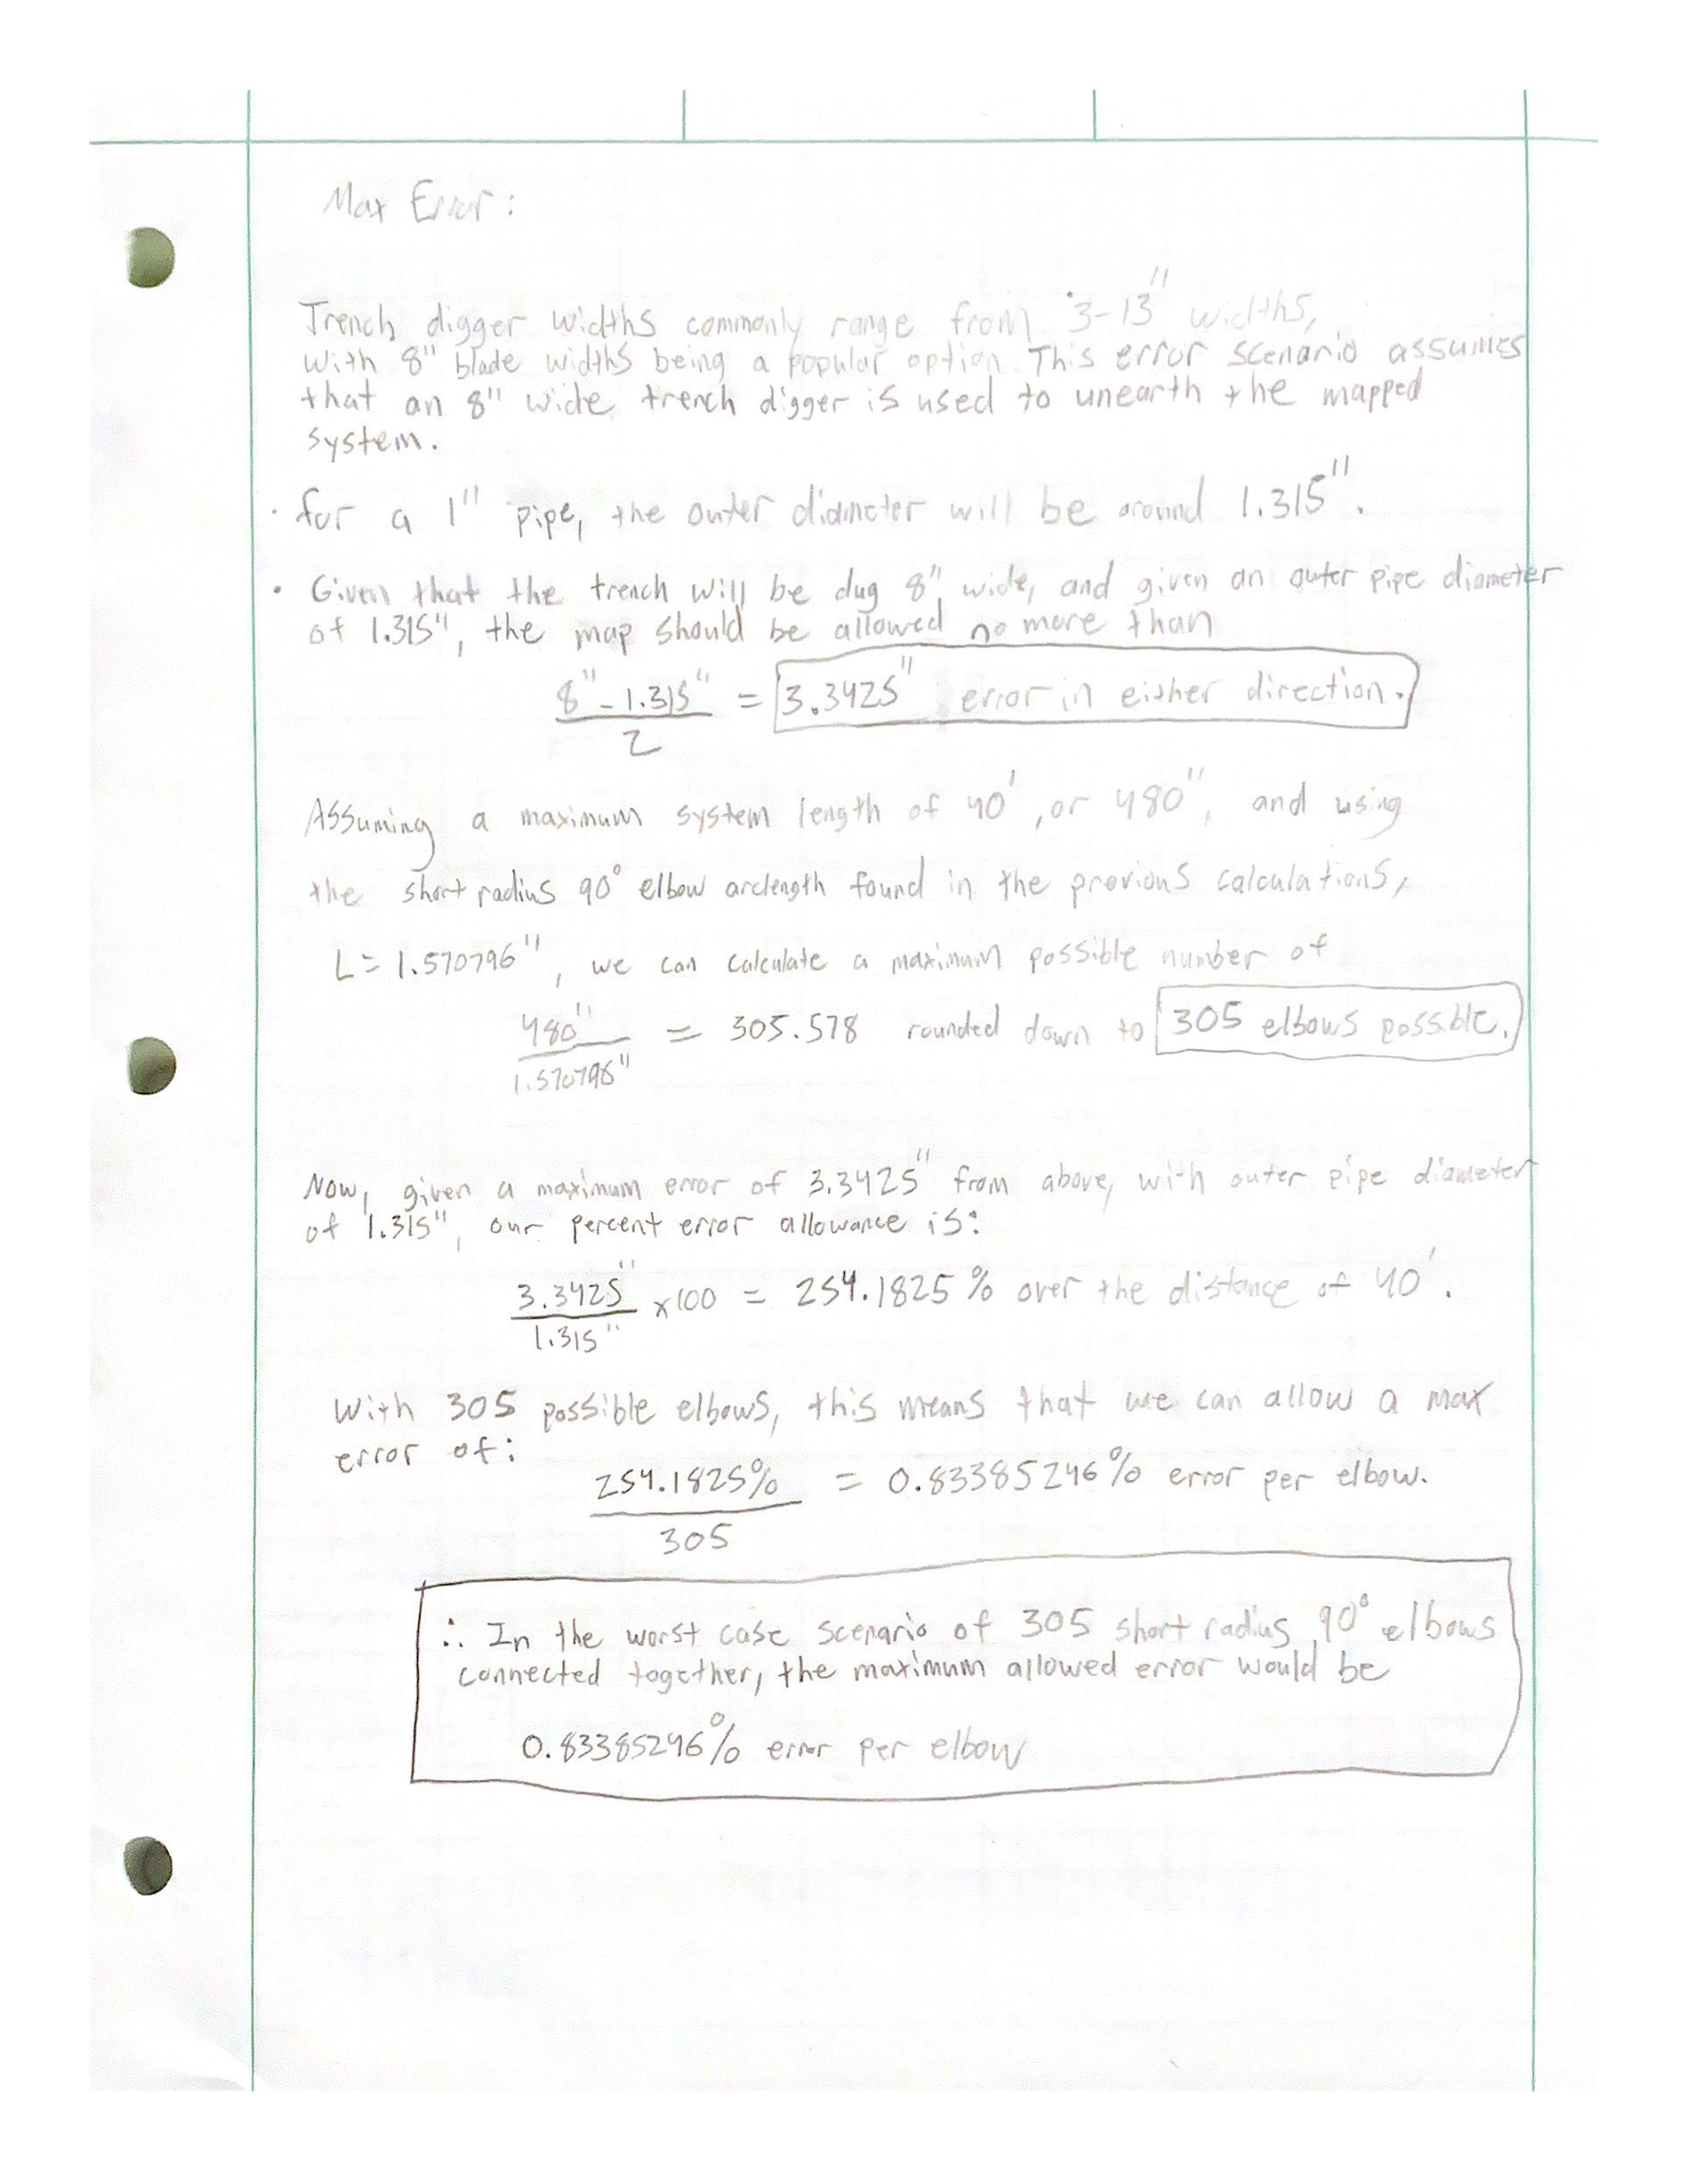 Max Error:
Trench digger widths commonly range from 3-13" widths,
with 8" blade widths being a popular option. This error scenario assumes
that an 8" wide trench digger is used to unearth the mapped
system.
· for a 1" pipe, the outer diameter will be around 1.315".
· Given that the trench will be dug 8" wide, and given an outer pipe diameter
of 1.315", the map should be allowed no more than
8" - 1.315" / 2 = 3.3425" error in either direction.
Assuming a maximum system length of 40', or 480", and using
the short radius 90° elbow arclength found in the previous calculations,
L = 1.570796", we can calculate a maximum possible number of
480" / 1.570796" = 305.578 rounded down to 305 elbows possible.
Now, given a maximum error of 3.3425" from above, with outer pipe diameter
of 1.315", our percent error allowance is:
3.3425" / 1.315" x100 = 254.1825% over the distance of 40'.
With 305 possible elbows, this means that we can allow a max
error of:
254.1825% / 305 = 0.83385246% error per elbow.
∴ In the worst case scenario of 305 short radius 90° elbows
connected together, the maximum allowed error would be
0.83385246% error per elbow